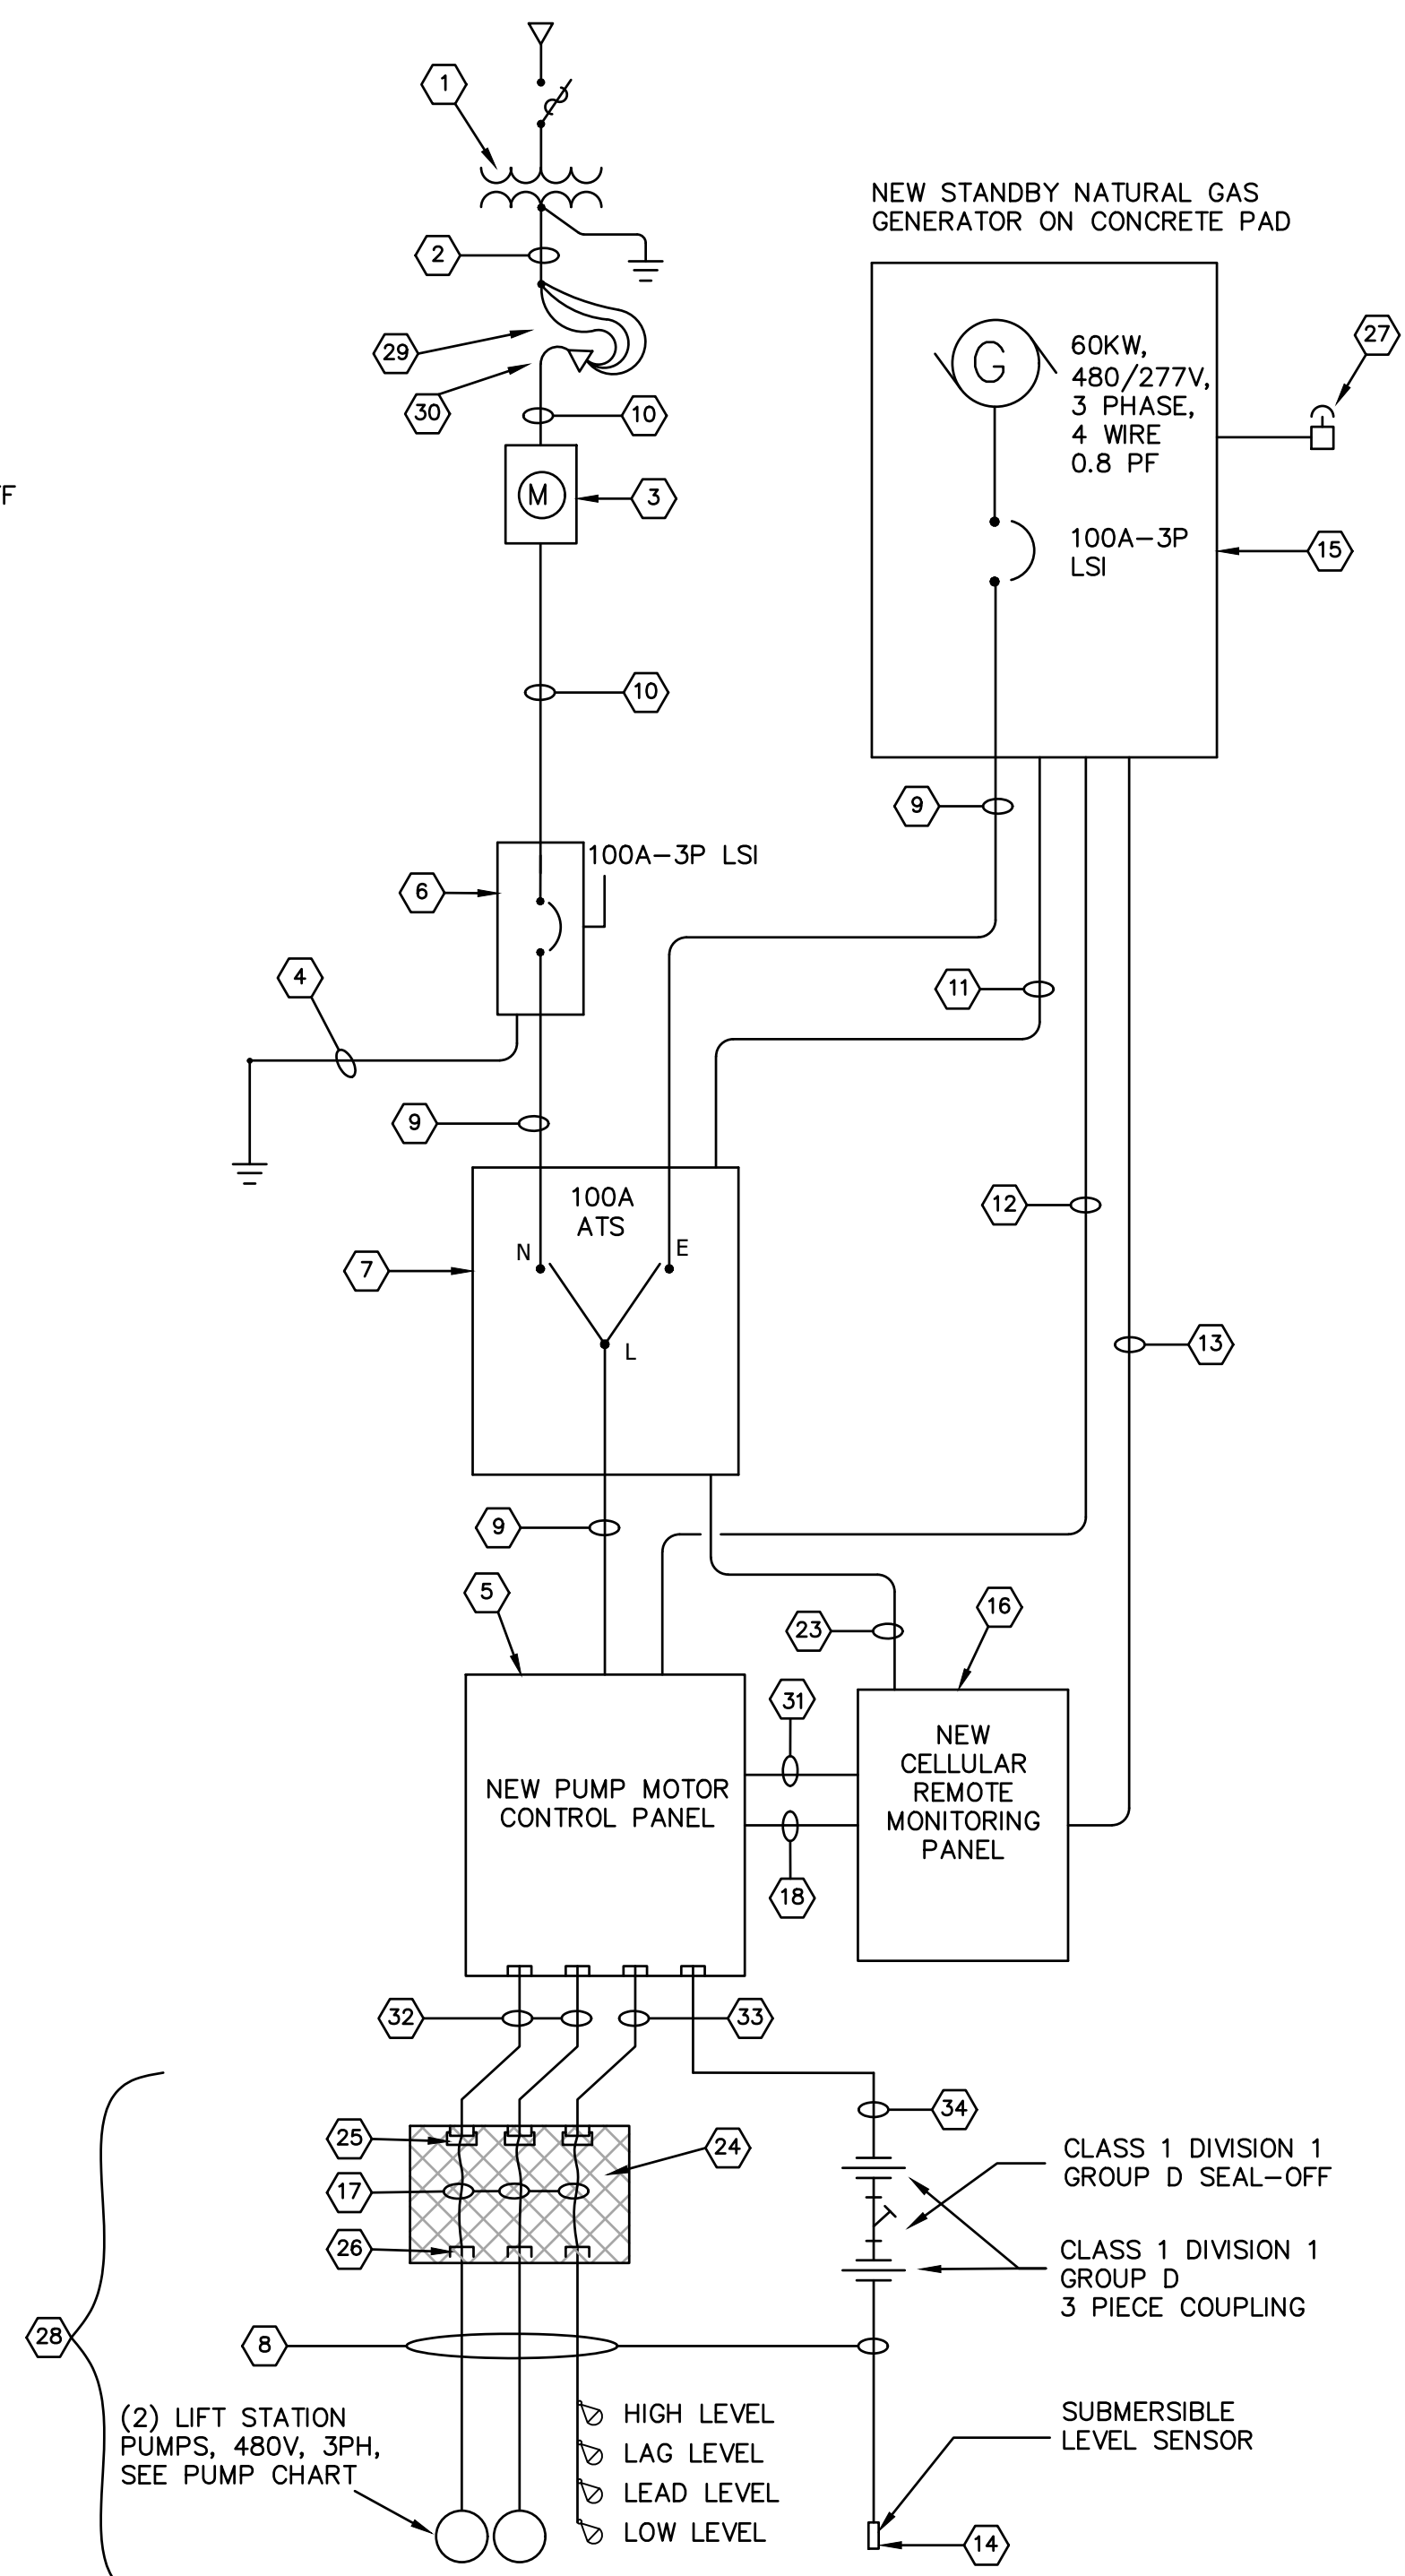 1
NEW STANDBY NATURAL GAS
GENERATOR ON CONCRETE PAD
2
29
30
10
27
G
60KW,
480/277V,
3 PHASE,
4 WIRE
0.8 PF
M
3
F
100A-3P
LSI
15
10
9
100A-3P LSI
6
4
11
9
12
100A
ATS
N
E
7
L
13
9
5
23
16
31
NEW
CELLULAR
REMOTE
MONITORING
PANEL
NEW PUMP MOTOR
CONTROL PANEL
18
32
33
34
25
24
17
26
CLASS 1 DIVISION 1
GROUP D SEAL-OFF
CLASS 1 DIVISION 1
GROUP D
3 PIECE COUPLING
28
8
(2) LIFT STATION
PUMPS, 480V, 3PH,
SEE PUMP CHART
HIGH LEVEL
LAG LEVEL
LEAD LEVEL
LOW LEVEL
SUBMERSIBLE
LEVEL SENSOR
14